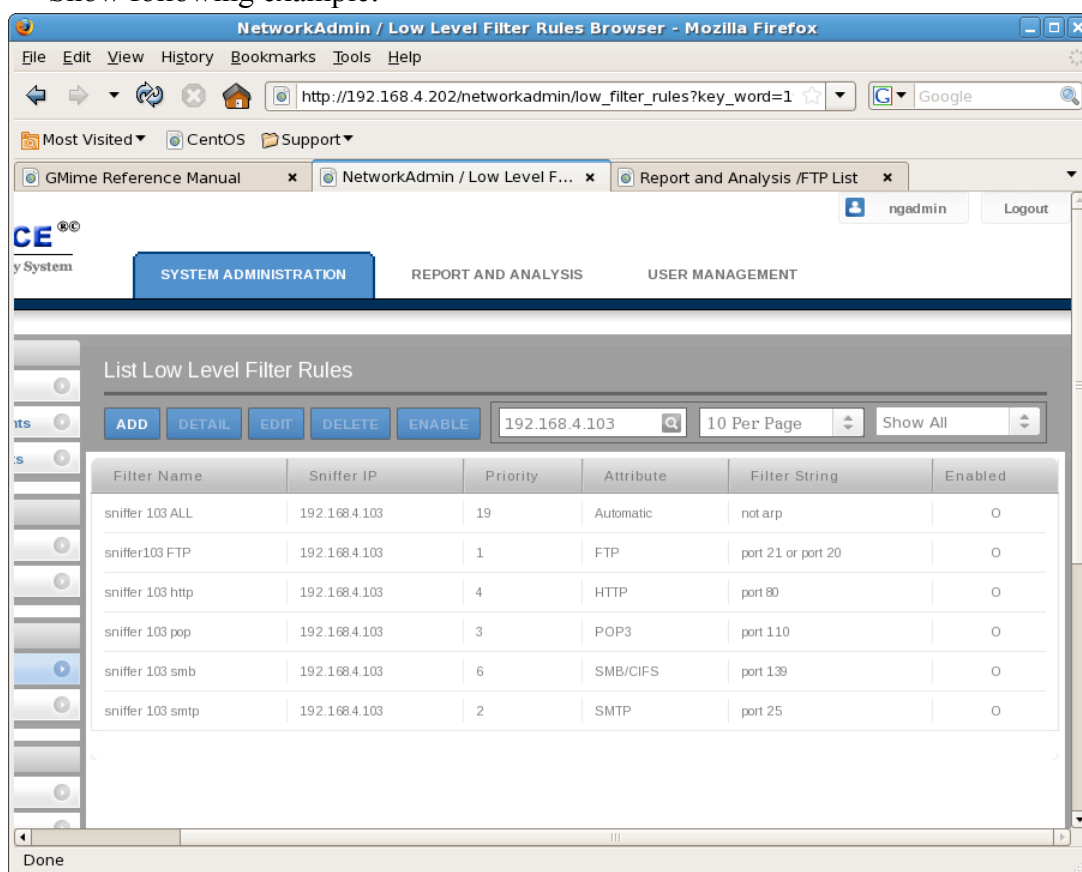 Show following example:
NetworkAdmin / Low Level Filter Rules Browser - Mozilla Firefox
File Edit View History Bookmarks Tools Help
http://192.168.4.202/networkadmin/low_filter_rules?key_word=1 G Google
Most Visited CentOS Support
GMime Reference Manual NetworkAdmin / Low Level F... Report and Analysis /FTP List
ngadmin Logout
CE ®©
y System
SYSTEM ADMINISTRATION REPORT AND ANALYSIS USER MANAGEMENT
List Low Level Filter Rules
nts ADD DETAIL EDIT DELETE ENABLE 192.168.4.103 10 Per Page Show All
:s
Filter Name Sniffer IP Priority Attribute Filter String Enabled
sniffer 103 ALL 192.168.4.103 19 Automatic not arp O
sniffer103 FTP 192.168.4.103 1 FTP port 21 or port 20 O
sniffer 103 http 192.168.4.103 4 HTTP port 80 O
sniffer 103 pop 192.168.4.103 3 POP3 port 110 O
sniffer 103 smb 192.168.4.103 6 SMB/CIFS port 139 O
sniffer 103 smtp 192.168.4.103 2 SMTP port 25 O
Done